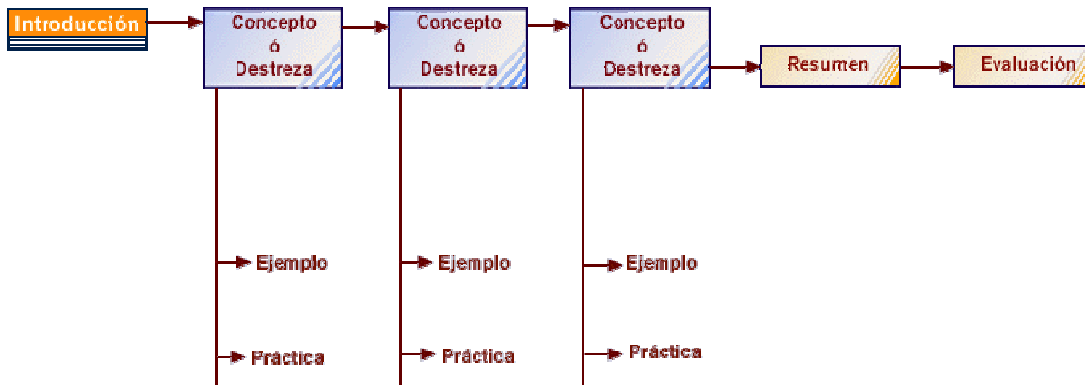 Introducción
Concepto
ó
Destreza
Concepto
ó
Destreza
Concepto
ó
Destreza
Resumen
Evaluación
Ejemplo
Ejemplo
Ejemplo
Práctica
Práctica
Práctica